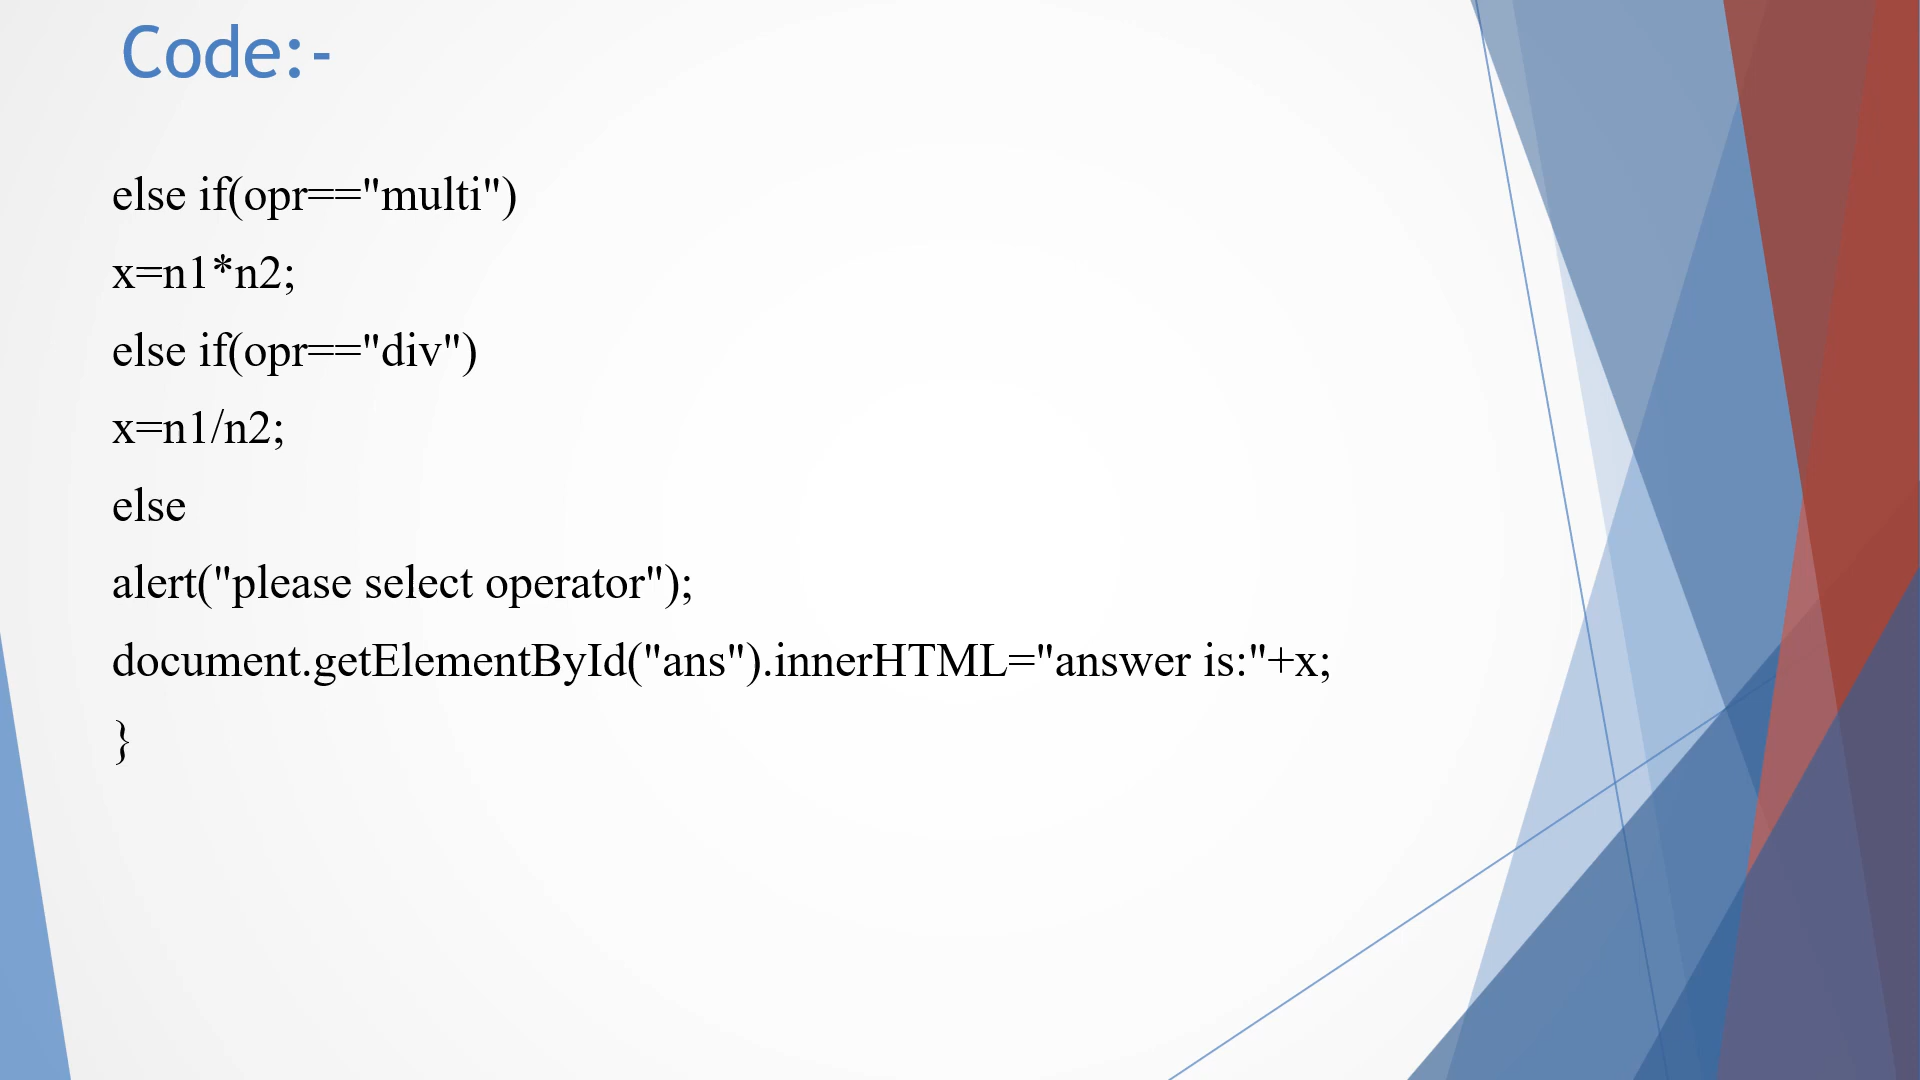 Code:-
else if(opr=="multi")
x=n1*n2;
else if(opr=="div")
x=n1/n2;
else
alert("please select operator");
document.getElementById("ans").innerHTML="answer is:"+x;
}